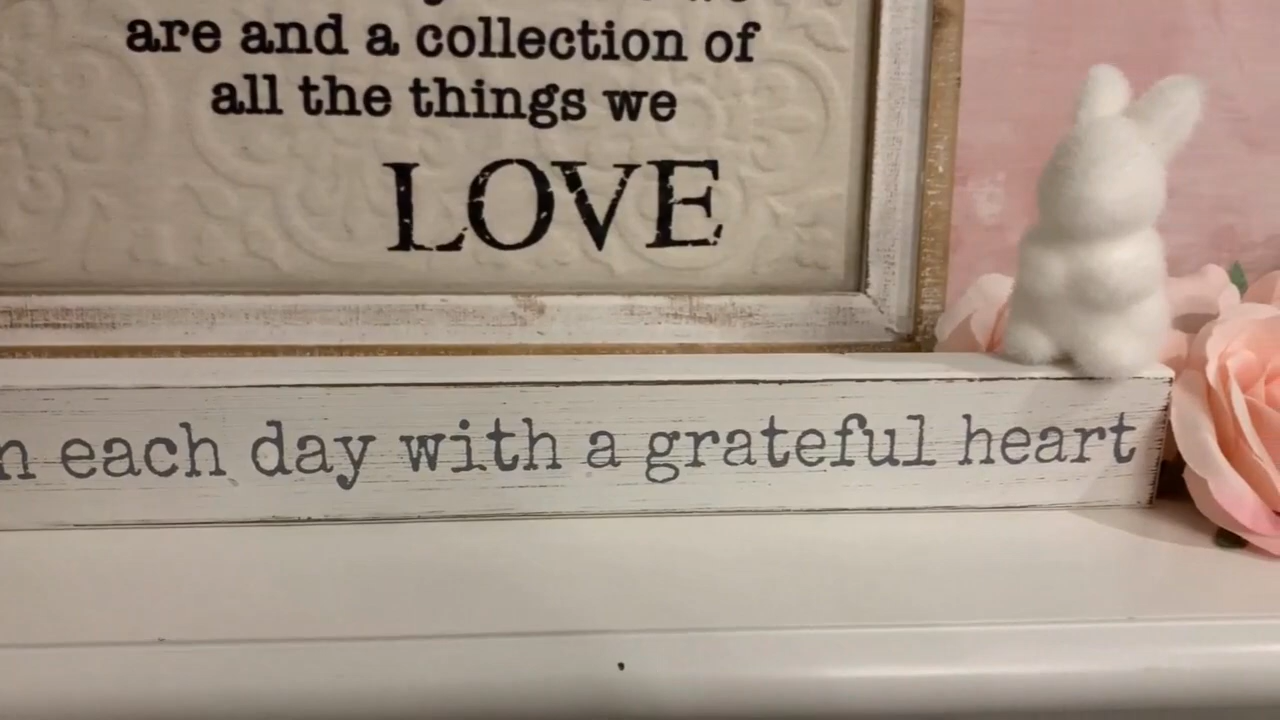 are and a collection of
all the things we
LOVE
n each day with a grateful heart